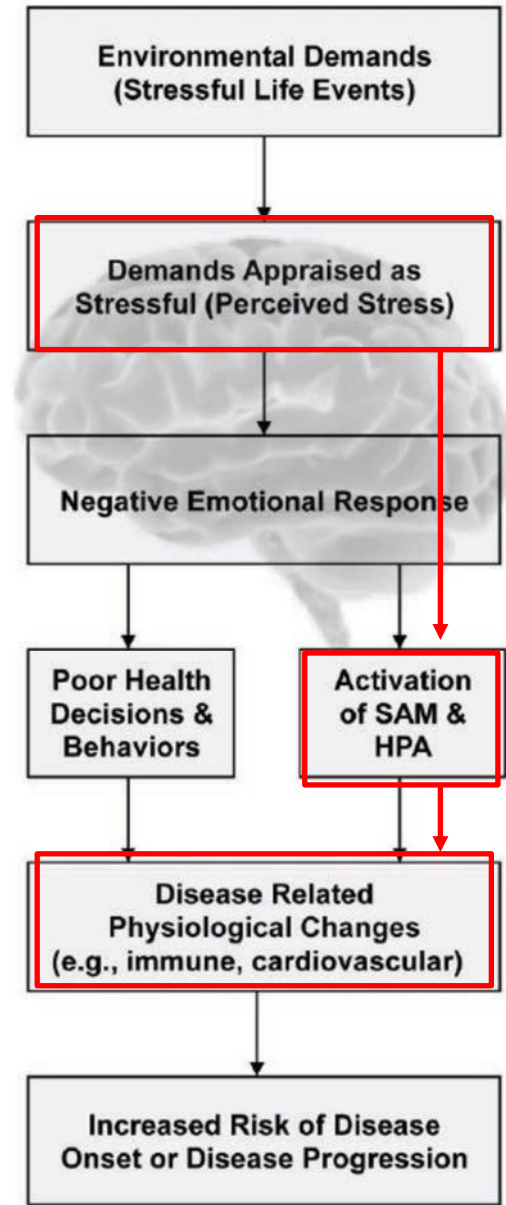 Environmental Demands
(Stressful Life Events)
Demands Appraised as
Stressful (Perceived Stress)
Negative Emotional Response
Poor Health
Decisions &
Behaviors
Activation
of SAM &
HPA
Disease Related
Physiological Changes
(e.g., immune, cardiovascular)
Increased Risk of Disease
Onset or Disease Progression